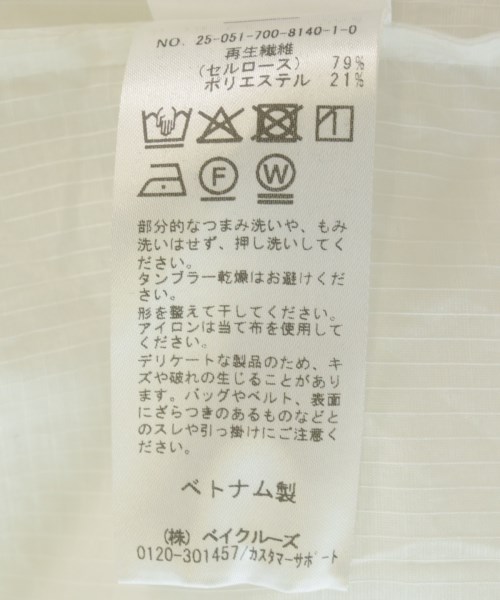 NO. 25-051-700-8140-1-0
再生繊維
(セルロース) 79%
ポリエステル 21%
F W
部分的なつまみ洗いや、もみ
洗いはせず、押し洗いしてく
ださい。
タンブラー乾燥はお避けくだ
さい。
形を整えて干してください。
アイロンは当て布を使用して
ください。
デリケートな製品のため、キ
ズや破れの生じることがあり
ます。バッグやベルト、表面
にざらつきのあるものなどと
のスレや引っ掛けにご注意く
ださい。
ベトナム製
(株) ベイクルーズ
0120-301457/カスタマーサポート